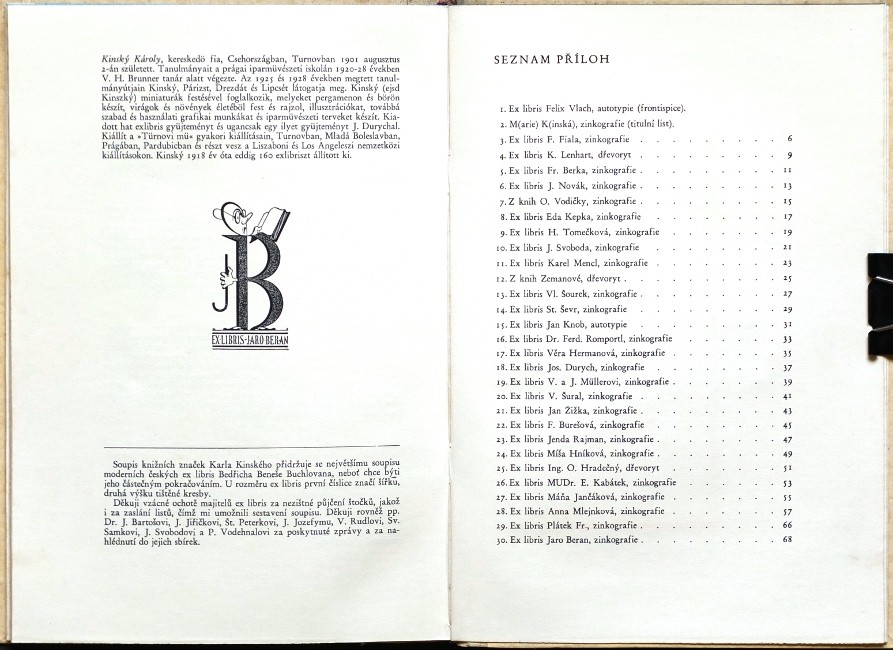 Kinský Károly, kereskedö fia, Csehországban, Turnovban 1901 augusztus
2-án született. Tanulmányait a prágai iparmüvészeti iskolán 1920-28 években
V. H. Brunner tanár alatt végezte. Az 1925 és 1928 években megtett tanul-
mányútjain Kinský, Párizst, Drezdát és Lipcsét látogatja meg. Kinský (ejsd
Kinszký) miniaturák festésével foglalkozik, melyeket pergamenon és börön
készít, virágok és növények életéböl fest és rajzol, illusztrációkat, továbbá
szabad és használati grafikai munkákat és iparmüvészeti terveket készít. Kia-
dott hat exlibris gyüjteményt és ugancsak egy ilyet gyüjteményt J. Durychal.
Kiállít a »Türnovi mü« gyakori kiállításain, Turnovban, Mladá Boleslavban,
Prágában, Pardubicban és részt vesz a Liszaboni és Los Angeleszi nemzetközi
kiállításokon. Kinský 1918 év óta eddig 160 exlibriszt állított ki.
JB
EX LIBRIS-JARO BERAN
Soupis knižních značek Karla Kinského přidržuje se největšímu soupisu
moderních českých ex libris Bedřicha Beneše Buchlovana, neboť chce býti
jeho částečným pokračováním. U rozměru ex libris první číslice značí šířku,
druhá výšku tištěné kresby.
Děkuji vzácné ochotě majitelů ex libris za nezištné půjčení štočků, jakož
i za zaslání listů, čímž mi umožnili sestavení soupisu. Děkuji rovněž pp.
Dr. J. Bartošovi, J. Jiřičkovi, Št. Peterkovi, J. Jozefymu, V. Rudlovi, Sv.
Samkovi, J. Svobodovi a P. Vodehnalovi za poskytnuté zprávy a za na-
hlédnutí do jejich sbírek.
SEZNAM PŘÍLOH
1. Ex libris Felix Vlach, autotypie (frontispice).
2. M(arie) K(inská), zinkografie (titulní list).
3. Ex libris F. Fiala, zinkografie . . . . . . . . 6
4. Ex libris K. Lenhart, dřevoryt . . . . . . . . 9
5. Ex libris Fr. Berka, zinkografie . . . . . . . . 11
6. Ex libris J. Novák, zinkografie . . . . . . . . 13
7. Z knih O. Vodičky, zinkografie . . . . . . . . 15
8. Ex libris Eda Kepka, zinkografie . . . . . . . 17
9. Ex libris H. Tomečková, zinkografie . . . . . . 19
10. Ex libris J. Svoboda, zinkografie . . . . . . . 21
11. Ex libris Karel Mencl, zinkografie . . . . . . . 23
12. Z knih Zemanové, dřevoryt . . . . . . . . 25
13. Ex libris Vl. Šourek, zinkografie . . . . . . . . 27
14. Ex libris St. Ševr, zinkografie . . . . . . . . 29
15. Ex libris Jan Knob, autotypie . . . . . . . . 31
16. Ex libris Dr. Ferd. Romportl, zinkografie . . . . . . 33
17. Ex libris Věra Hermanová, zinkografie . . . . . . 35
18. Ex libris Jos. Durych, zinkografie . . . . . . . 37
19. Ex libris V. a J. Müllerovi, zinkografie . . . . . . 39
20. Ex libris V. Šural, zinkografie . . . . . . . . 41
21. Ex libris Jan Zižka, zinkografie . . . . . . . . 43
22. Ex libris F. Burešová, zinkografie . . . . . . . 45
23. Ex libris Jenda Rajman, zinkografie . . . . . . . 47
24. Ex libris Míša Hníková, zinkografie . . . . . . . 49
25. Ex libris Ing. O. Hradečný, dřevoryt . . . . . . 51
26. Ex libris MUDr. E. Kabátek, zinkografie . . . . . 53
27. Ex libris Máňa Jančáková, zinkografie . . . . . . 55
28. Ex libris Anna Mlejnková, zinkografie . . . . . . 57
29. Ex libris Plátek Fr., zinkografie . . . . . . . . 66
30. Ex libris Jaro Beran, zinkografie . . . . . . . . 68